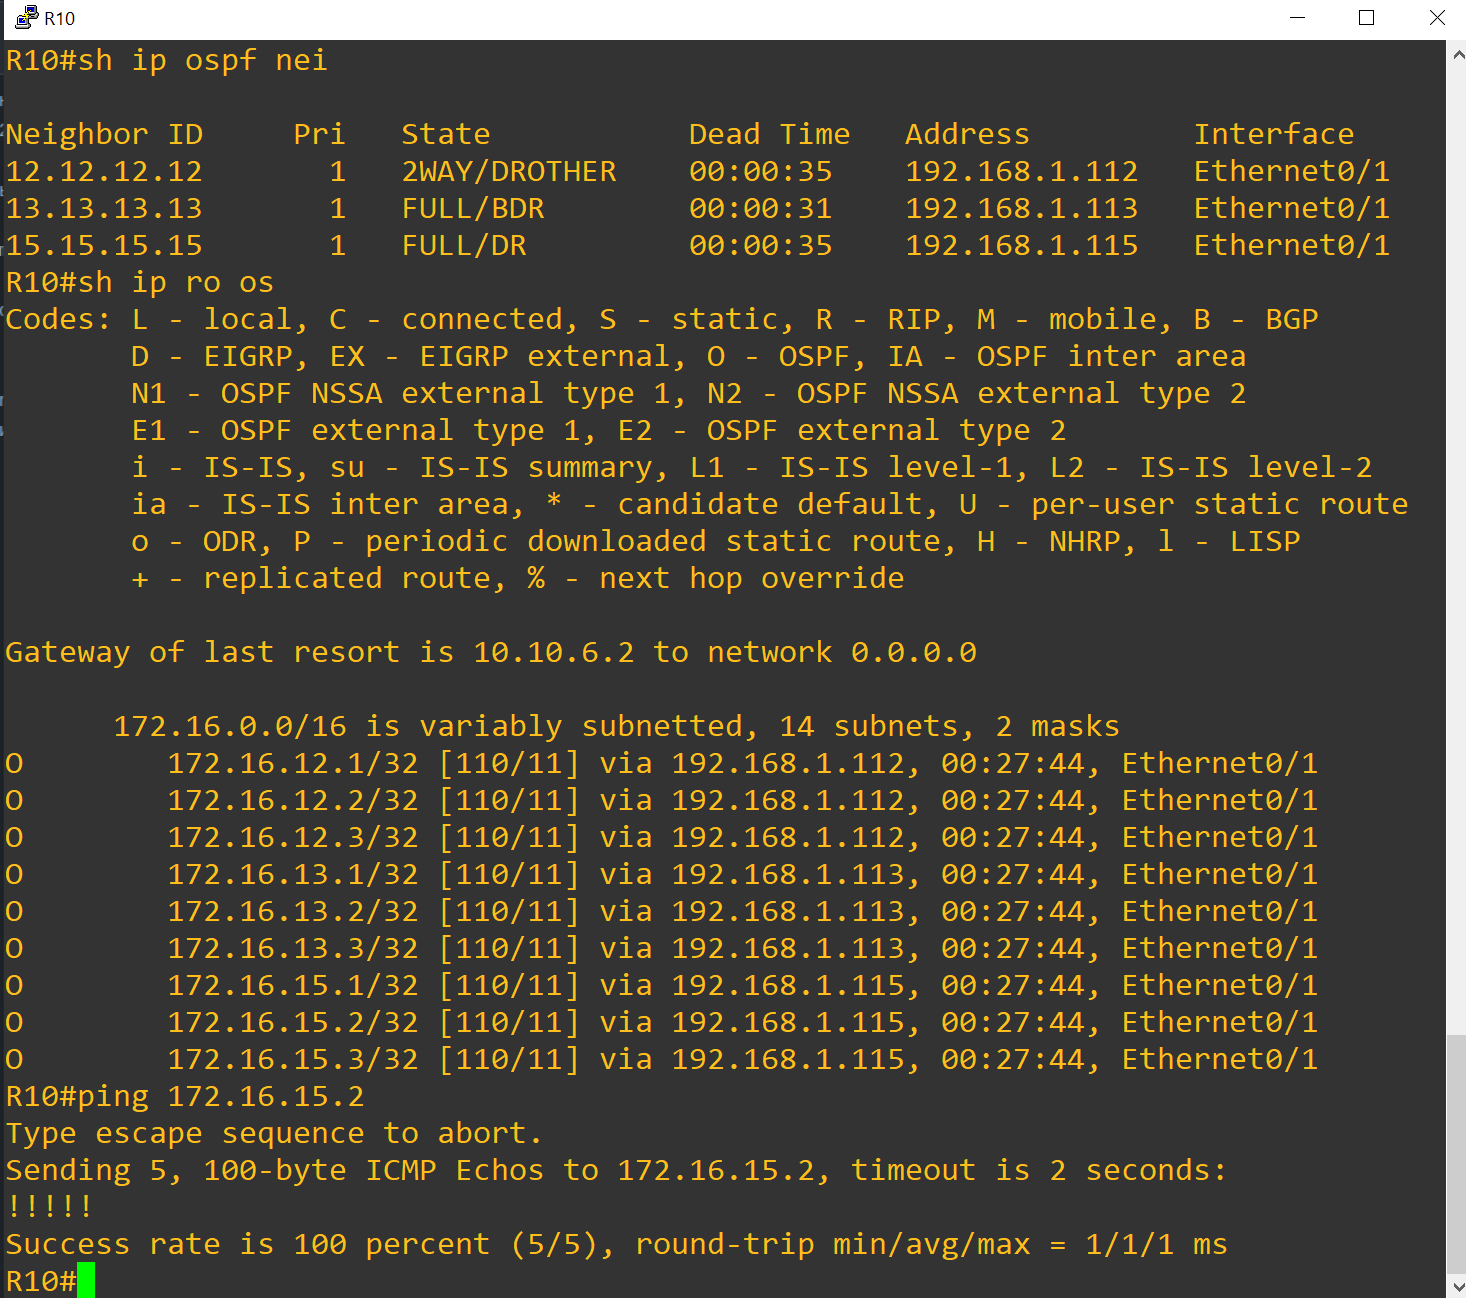 R10
R10#sh ip ospf nei
Neighbor ID     Pri   State           Dead Time   Address         Interface
12.12.12.12       1   2WAY/DROTHER    00:00:35    192.168.1.112   Ethernet0/1
13.13.13.13       1   FULL/BDR        00:00:31    192.168.1.113   Ethernet0/1
15.15.15.15       1   FULL/DR         00:00:35    192.168.1.115   Ethernet0/1
R10#sh ip ro os
Codes: L - local, C - connected, S - static, R - RIP, M - mobile, B - BGP
       D - EIGRP, EX - EIGRP external, O - OSPF, IA - OSPF inter area
       N1 - OSPF NSSA external type 1, N2 - OSPF NSSA external type 2
       E1 - OSPF external type 1, E2 - OSPF external type 2
       i - IS-IS, su - IS-IS summary, L1 - IS-IS level-1, L2 - IS-IS level-2
       ia - IS-IS inter area, * - candidate default, U - per-user static route
       o - ODR, P - periodic downloaded static route, H - NHRP, l - LISP
       + - replicated route, % - next hop override
Gateway of last resort is 10.10.6.2 to network 0.0.0.0
      172.16.0.0/16 is variably subnetted, 14 subnets, 2 masks
O        172.16.12.1/32 [110/11] via 192.168.1.112, 00:27:44, Ethernet0/1
O        172.16.12.2/32 [110/11] via 192.168.1.112, 00:27:44, Ethernet0/1
O        172.16.12.3/32 [110/11] via 192.168.1.112, 00:27:44, Ethernet0/1
O        172.16.13.1/32 [110/11] via 192.168.1.113, 00:27:44, Ethernet0/1
O        172.16.13.2/32 [110/11] via 192.168.1.113, 00:27:44, Ethernet0/1
O        172.16.13.3/32 [110/11] via 192.168.1.113, 00:27:44, Ethernet0/1
O        172.16.15.1/32 [110/11] via 192.168.1.115, 00:27:44, Ethernet0/1
O        172.16.15.2/32 [110/11] via 192.168.1.115, 00:27:44, Ethernet0/1
O        172.16.15.3/32 [110/11] via 192.168.1.115, 00:27:44, Ethernet0/1
R10#ping 172.16.15.2
Type escape sequence to abort.
Sending 5, 100-byte ICMP Echos to 172.16.15.2, timeout is 2 seconds:
!!!!!
Success rate is 100 percent (5/5), round-trip min/avg/max = 1/1/1 ms
R10#